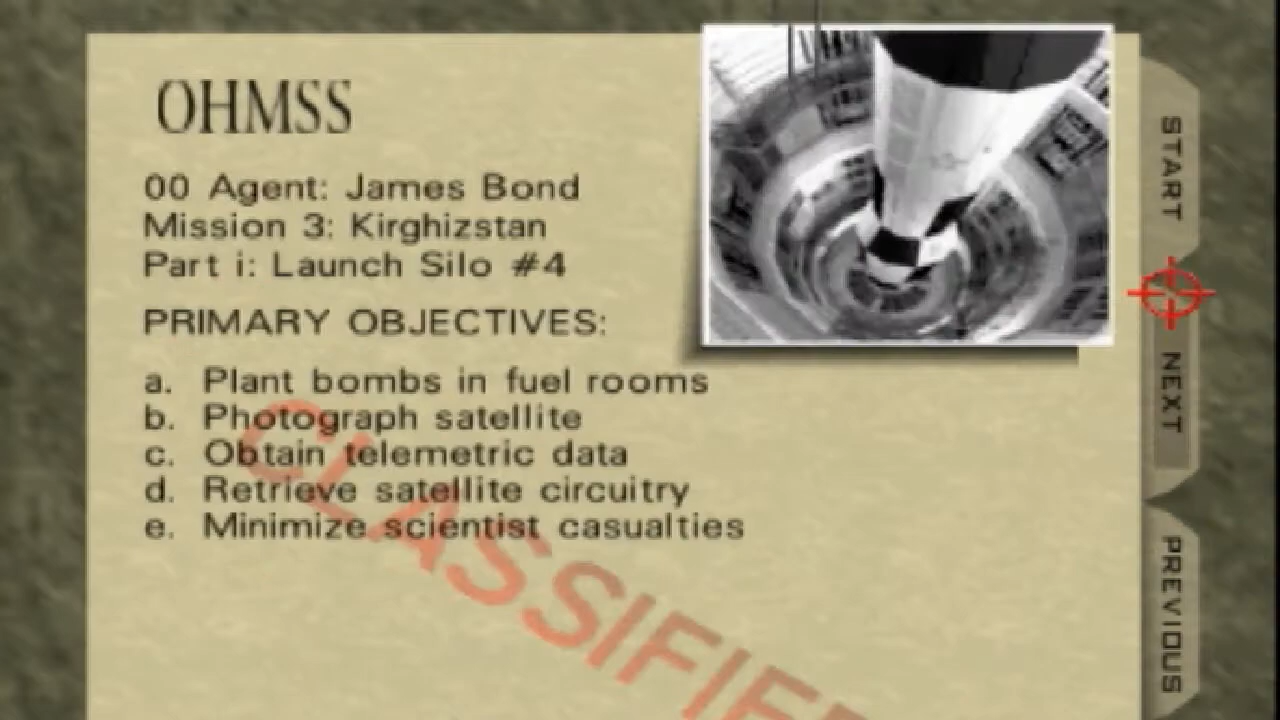 OHMSS
00 Agent: James Bond
Mission 3: Kirghizstan
Part i: Launch Silo #4
PRIMARY OBJECTIVES:
a. Plant bombs in fuel rooms
b. Photograph satellite
c. Obtain telemetric data
d. Retrieve satellite circuitry
e. Minimize scientist casualties
CLASSIFIE
START
NEXT
PREVIOUS